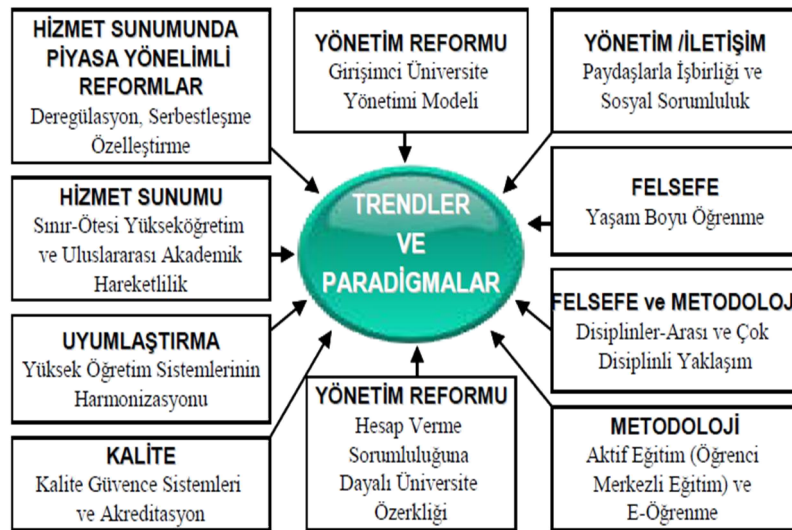 HİZMET SUNUMUNDA
PİYASA YÖNELİMLİ
REFORMLAR
Deregülasyon, Serbestleşme
Özelleştirme
YÖNETİM REFORMU
Girişimci Üniversite
Yönetimi Modeli
YÖNETİM /İLETİŞİM
Paydaşlarla İşbirliği ve
Sosyal Sorumluluk
HİZMET SUNUMU
Sınır-Ötesi Yükseköğretim
ve Uluslararası Akademik
Hareketlilik
TRENDLER
VE
PARADİGMALAR
FELSEFE
Yaşam Boyu Öğrenme
UYUMLAŞTIRMA
Yüksek Öğretim Sistemlerinin
Harmonizasyonu
FELSEFE ve METODOLOJ
Disiplinler-Arası ve Çok
Disiplinli Yaklaşım
KALİTE
Kalite Güvence Sistemleri
ve Akreditasyon
YÖNETİM REFORMU
Hesap Verme
Sorumluluğuna
Dayalı Üniversite
Özerkliği
METODOLOJİ
Aktif Eğitim (Öğrenci
Merkezli Eğitim) ve
E-Öğrenme